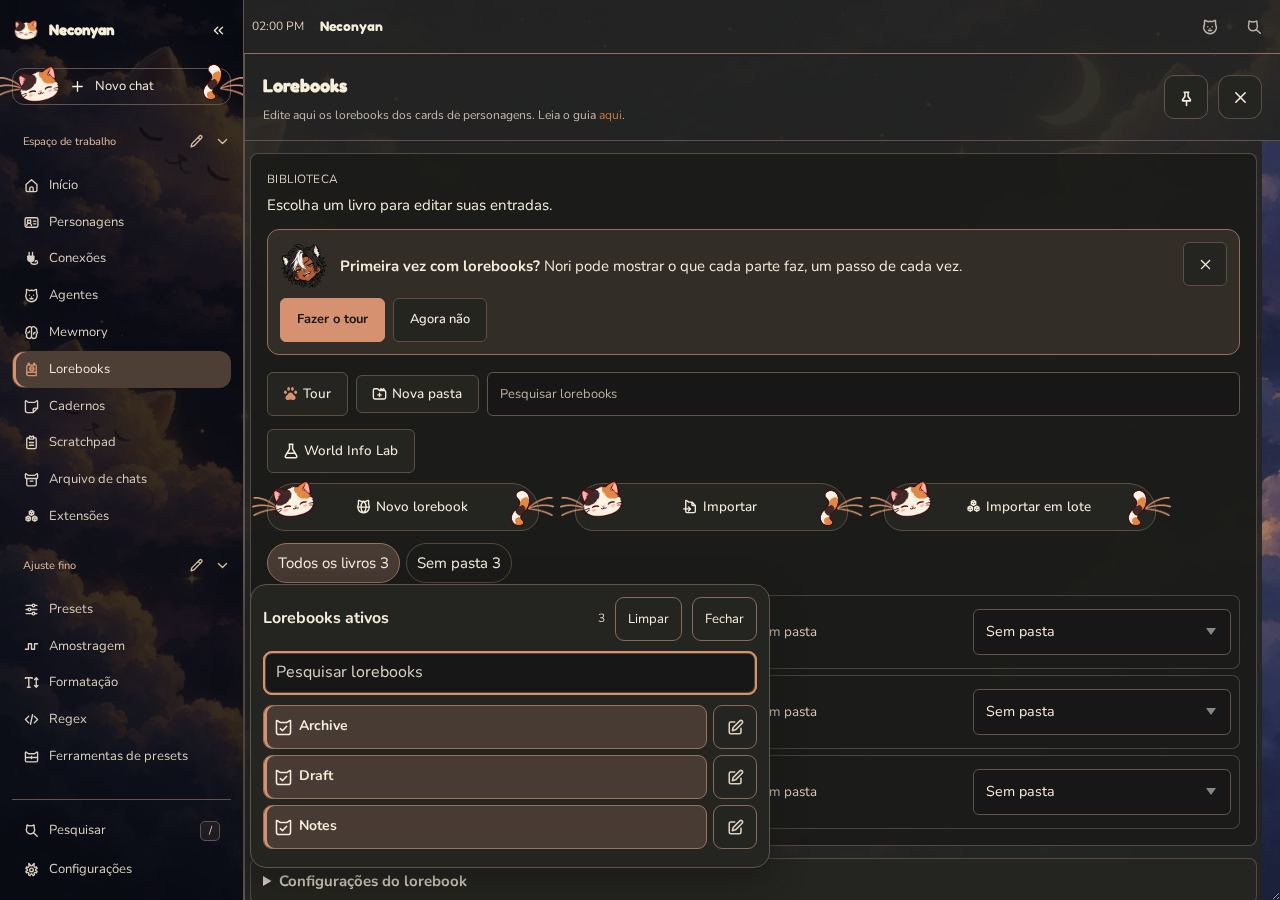 Neconyan
Novo chat
Espaço de trabalho
Início
Personagens
Conexões
Agentes
Mewmory
Lorebooks
Cadernos
Scratchpad
Arquivo de chats
Extensões
Ajuste fino
Presets
Amostragem
Formatação
Regex
Ferramentas de presets
Pesquisar /
Configurações
02:00 PM Neconyan
Lorebooks
Edite aqui os lorebooks dos cards de personagens. Leia o guia aqui.
BIBLIOTECA
Escolha um livro para editar suas entradas.
Primeira vez com lorebooks? Nori pode mostrar o que cada parte faz, um passo de cada vez.
Fazer o tour Agora não
Tour Nova pasta Pesquisar lorebooks
World Info Lab
Novo lorebook Importar Importar em lote
Todos os livros 3 Sem pasta 3
Lorebooks ativos 3 Limpar Fechar
Pesquisar lorebooks
Archive
Draft
Notes
m pasta Sem pasta
m pasta Sem pasta
m pasta Sem pasta
Configurações do lorebook